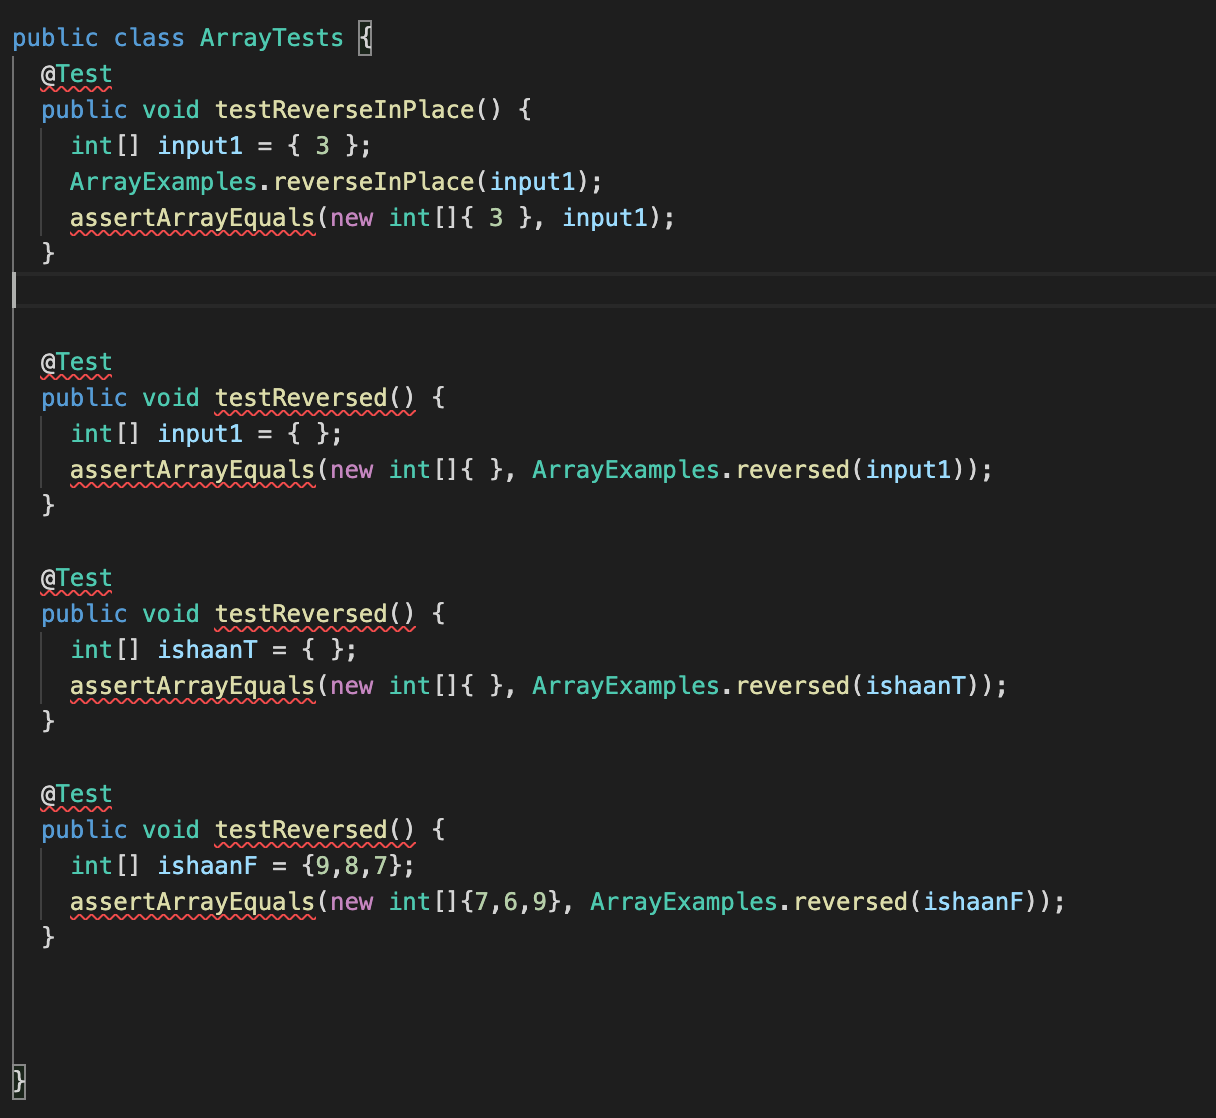 public class ArrayTests {
@Test
public void testReverseInPlace() {
int[] input1 = { 3 };
ArrayExamples.reverseInPlace(input1);
assertArrayEquals(new int[]{ 3 }, input1);
}
@Test
public void testReversed() {
int[] input1 = { };
assertArrayEquals(new int[]{ }, ArrayExamples.reversed(input1));
}
@Test
public void testReversed() {
int[] ishaanT = { };
assertArrayEquals(new int[]{ }, ArrayExamples.reversed(ishaanT));
}
@Test
public void testReversed() {
int[] ishaanF = {9,8,7};
assertArrayEquals(new int[]{7,6,9}, ArrayExamples.reversed(ishaanF));
}
}